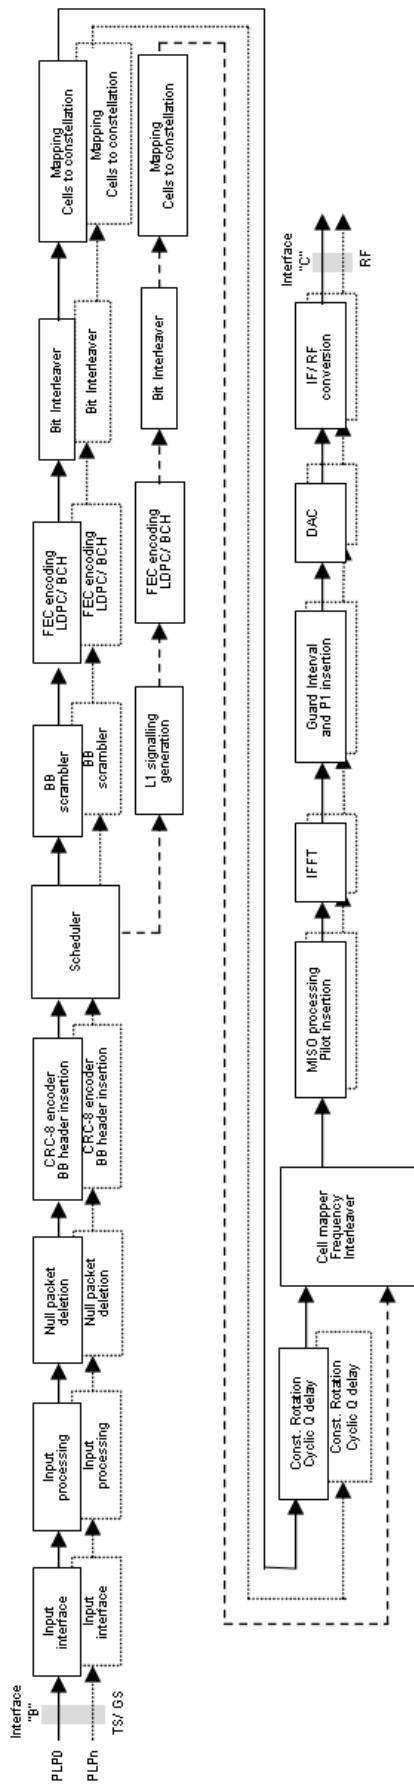 Interface
"B"
TS/ GS
PLP0
PLPn
Input
interface
Input
interface
Input
processing
Input
processing
Null packet
deletion
Null packet
deletion
CRC-8 encoder
BB header insertion
CRC-8 encoder
BB header insertion
Scheduler
BB
scrambler
BB
scrambler
FEC encoding
LDPC/ BCH
FEC encoding
LDPC/ BCH
Bit Interleaver
Bit Interleaver
Mapping
Cells to constellation
Mapping
Cells to constellation
L1 signalling
generation
FEC encoding
LDPC/ BCH
Bit Interleaver
Mapping
Cells to constellation
Const. Rotation
Cyclic Q delay
Const. Rotation
Cyclic Q delay
Cell mapper
Frequency
Interleaver
MISO processing
Pilot insertion
IFFT
Guard Interval
and P1 insertion
DAC
IF/ RF
conversion
Interface
"C"
RF